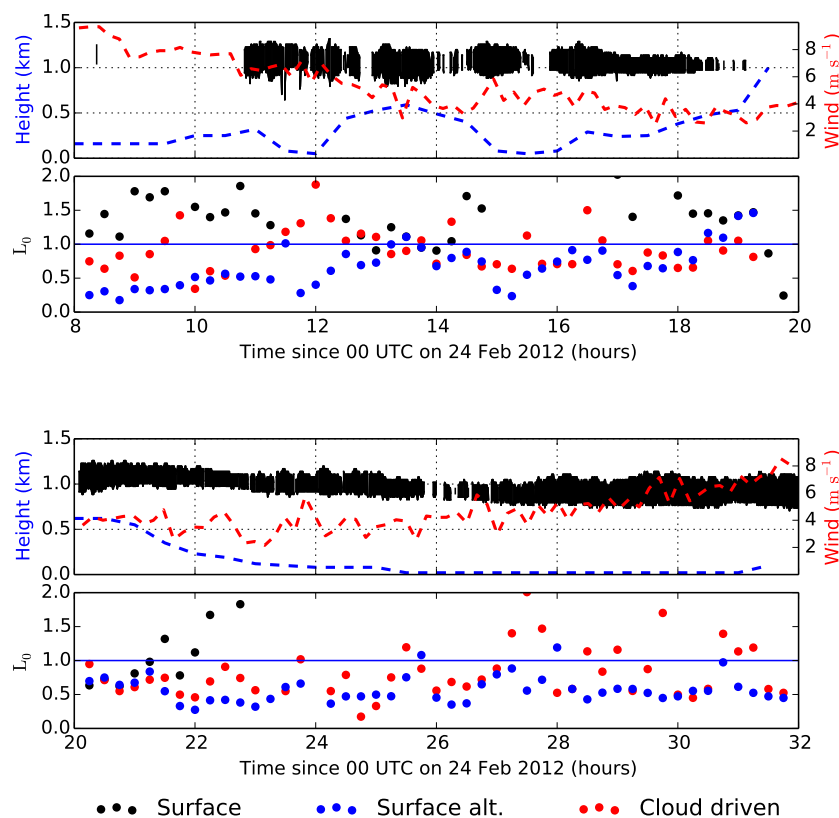 1.5
1.0
0.5
0.0
Height (km)
8
6
4
2
Wind (m s⁻¹)
2.0
1.5
1.0
0.5
0.0
L₀
8 10 12 14 16 18 20
Time since 00 UTC on 24 Feb 2012 (hours)
1.5
1.0
0.5
0.0
Height (km)
8
6
4
2
Wind (m s⁻¹)
2.0
1.5
1.0
0.5
0.0
L₀
20 22 24 26 28 30 32
Time since 00 UTC on 24 Feb 2012 (hours)
Surface Surface alt. Cloud driven